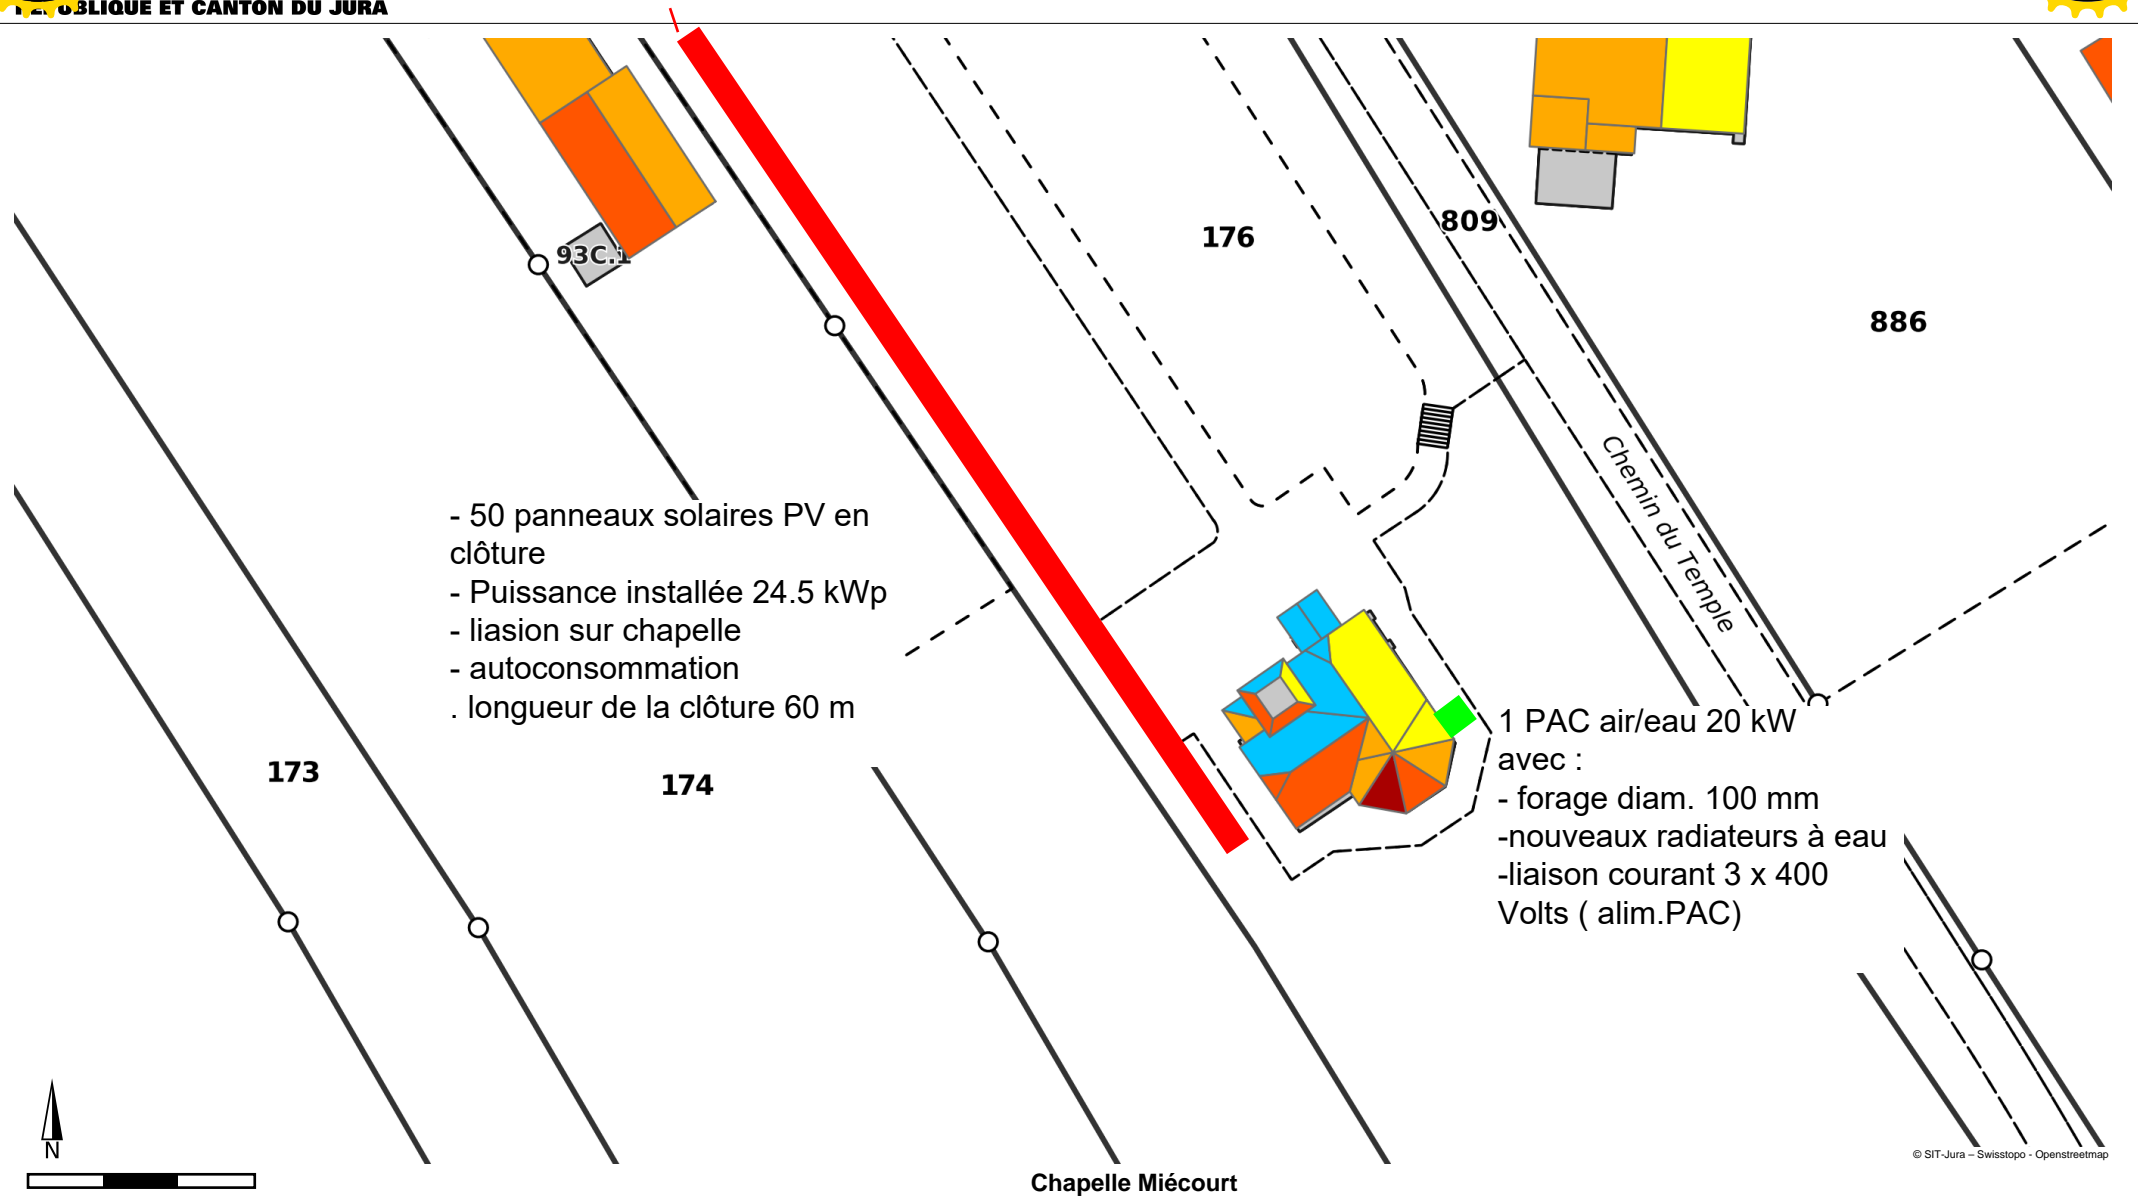 RÉPUBLIQUE ET CANTON DU JURA
93C.1
176
809
886
Chemin du Temple
- 50 panneaux solaires PV en
clôture
- Puissance installée 24.5 kWp
- liasion sur chapelle
- autoconsommation
. longueur de la clôture 60 m
173
174
1 PAC air/eau 20 kW
avec :
- forage diam. 100 mm
-nouveaux radiateurs à eau
-liaison courant 3 x 400
Volts ( alim.PAC)
N
© SIT-Jura – Swisstopo - Openstreetmap
Chapelle Miécourt